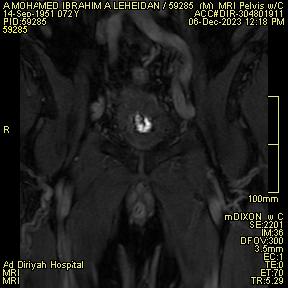 A MOHAMED IBRAHIM A LEHEIDAN / 59285 (M) MRI Pelvis w/C
14-Sep-1951 072Y ACC#DIR-304801911
PID:59285 06-Dec-2023 12:18 PM
59285
R
100mm
mDIXON_w C
SE:2201
IM:36
DFOV:300
3.5mm
EC:1
Ad Diriyah Hospital TE:0
MRI ET:70
MRI TR:5.29